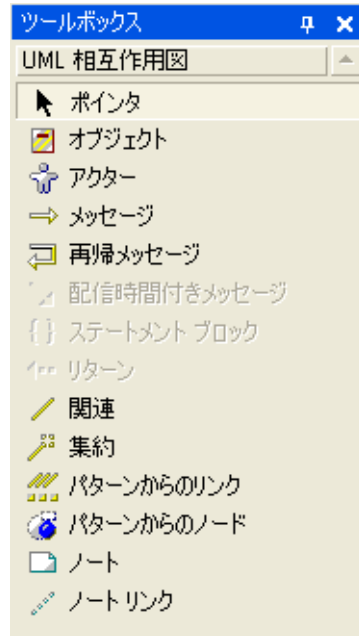 ツールボックス
UML 相互作用図
ポインタ
オブジェクト
アクター
メッセージ
再帰メッセージ
配信時間付きメッセージ
ステートメント ブロック
リターン
関連
集約
パターンからのリンク
パターンからのノード
ノート
ノート リンク